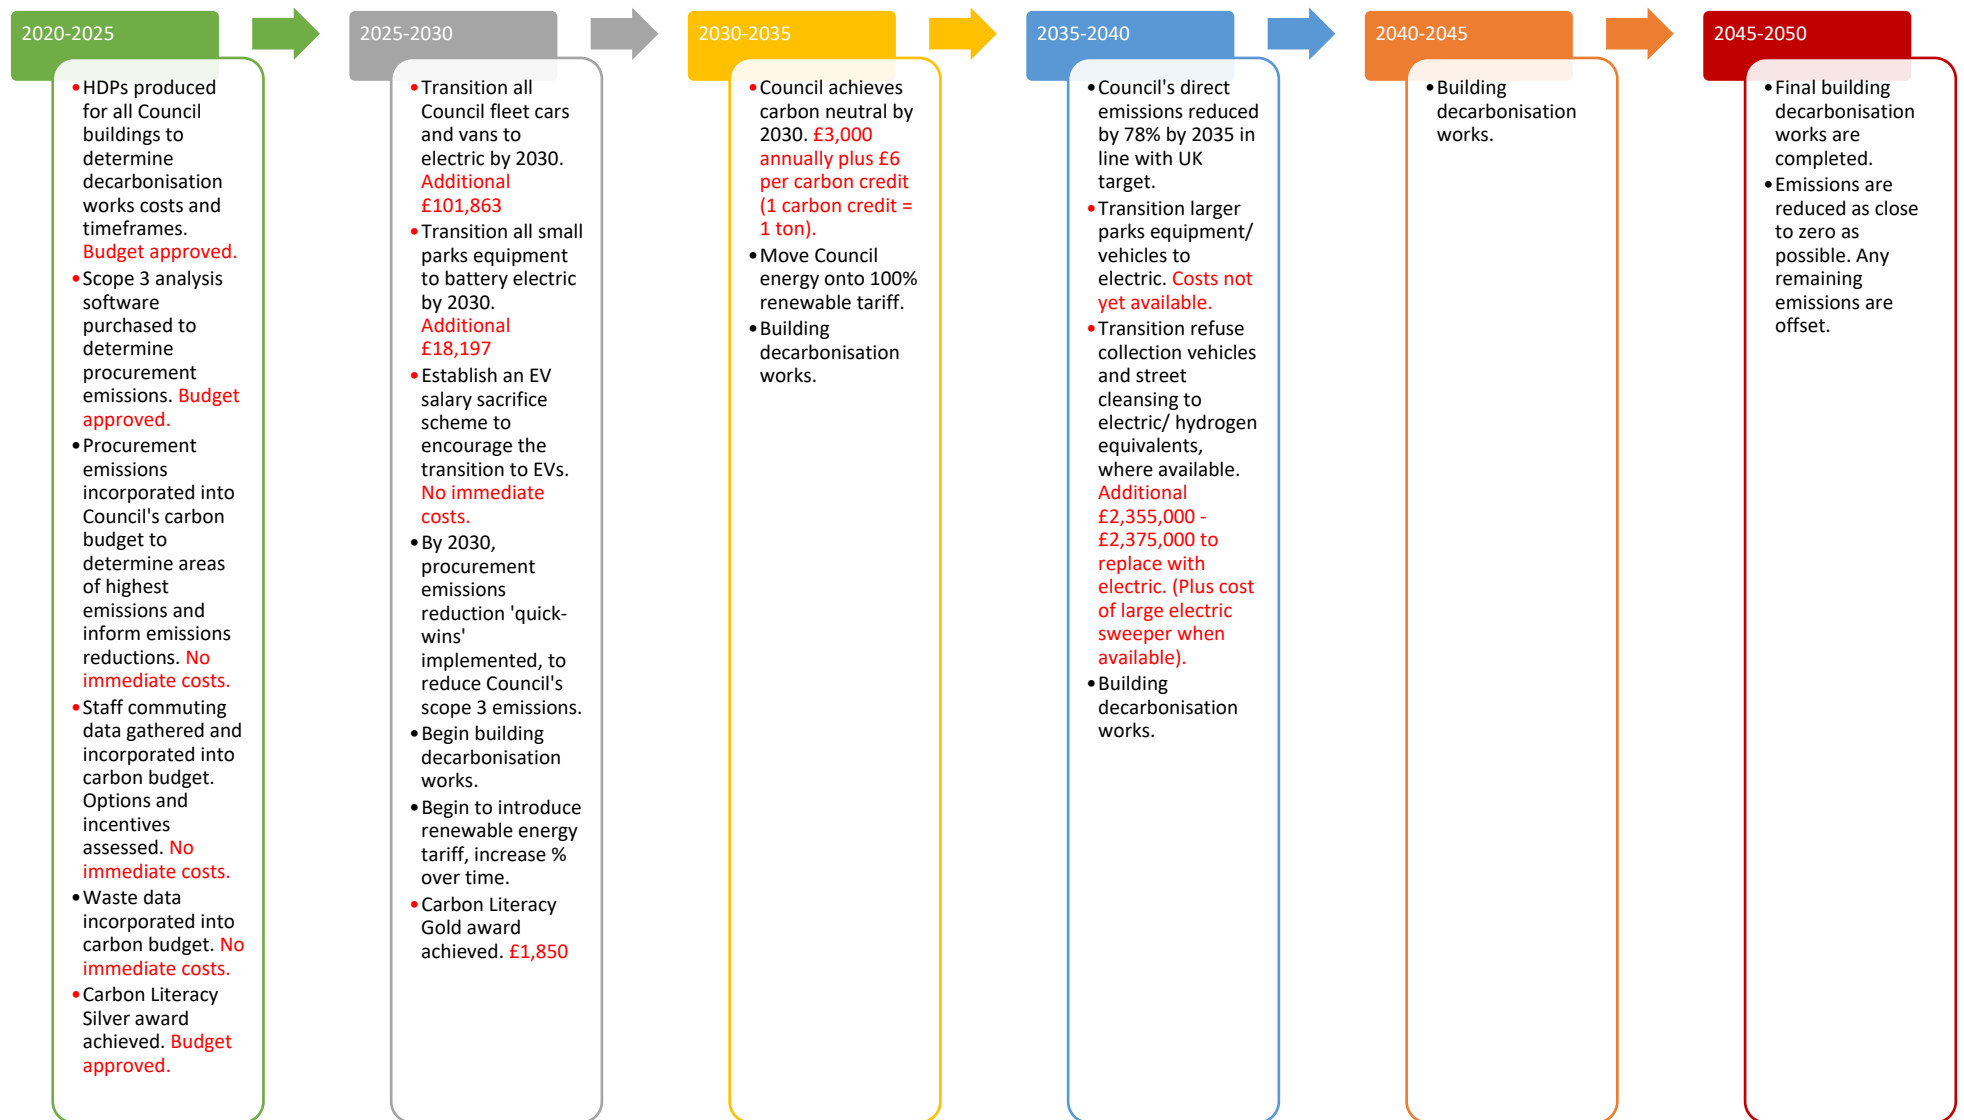 2020-2025
•HDPs produced
for all Council
buildings to
determine
decarbonisation
works costs and
timeframes.
Budget approved.
•Scope 3 analysis
software
purchased to
determine
procurement
emissions. Budget
approved.
•Procurement
emissions
incorporated into
Council's carbon
budget to
determine areas
of highest
emissions and
inform emissions
reductions. No
immediate costs.
•Staff commuting
data gathered and
incorporated into
carbon budget.
Options and
incentives
assessed. No
immediate costs.
•Waste data
incorporated into
carbon budget. No
immediate costs.
•Carbon Literacy
Silver award
achieved. Budget
approved.
2025-2030
•Transition all
Council fleet cars
and vans to
electric by 2030.
Additional
£101,863
•Transition all small
parks equipment
to battery electric
by 2030.
Additional
£18,197
•Establish an EV
salary sacrifice
scheme to
encourage the
transition to EVs.
No immediate
costs.
•By 2030,
procurement
emissions
reduction 'quick-
wins'
implemented, to
reduce Council's
scope 3 emissions.
•Begin building
decarbonisation
works.
•Begin to introduce
renewable energy
tariff, increase %
over time.
•Carbon Literacy
Gold award
achieved. £1,850
2030-2035
•Council achieves
carbon neutral by
2030. £3,000
annually plus £6
per carbon credit
(1 carbon credit =
1 ton).
•Move Council
energy onto 100%
renewable tariff.
•Building
decarbonisation
works.
2035-2040
•Council's direct
emissions reduced
by 78% by 2035 in
line with UK
target.
•Transition larger
parks equipment/
vehicles to
electric. Costs not
yet available.
•Transition refuse
collection vehicles
and street
cleansing to
electric/ hydrogen
equivalents,
where available.
Additional
£2,355,000 -
£2,375,000 to
replace with
electric. (Plus cost
of large electric
sweeper when
available).
•Building
decarbonisation
works.
2040-2045
•Building
decarbonisation
works.
2045-2050
•Final building
decarbonisation
works are
completed.
•Emissions are
reduced as close
to zero as
possible. Any
remaining
emissions are
offset.